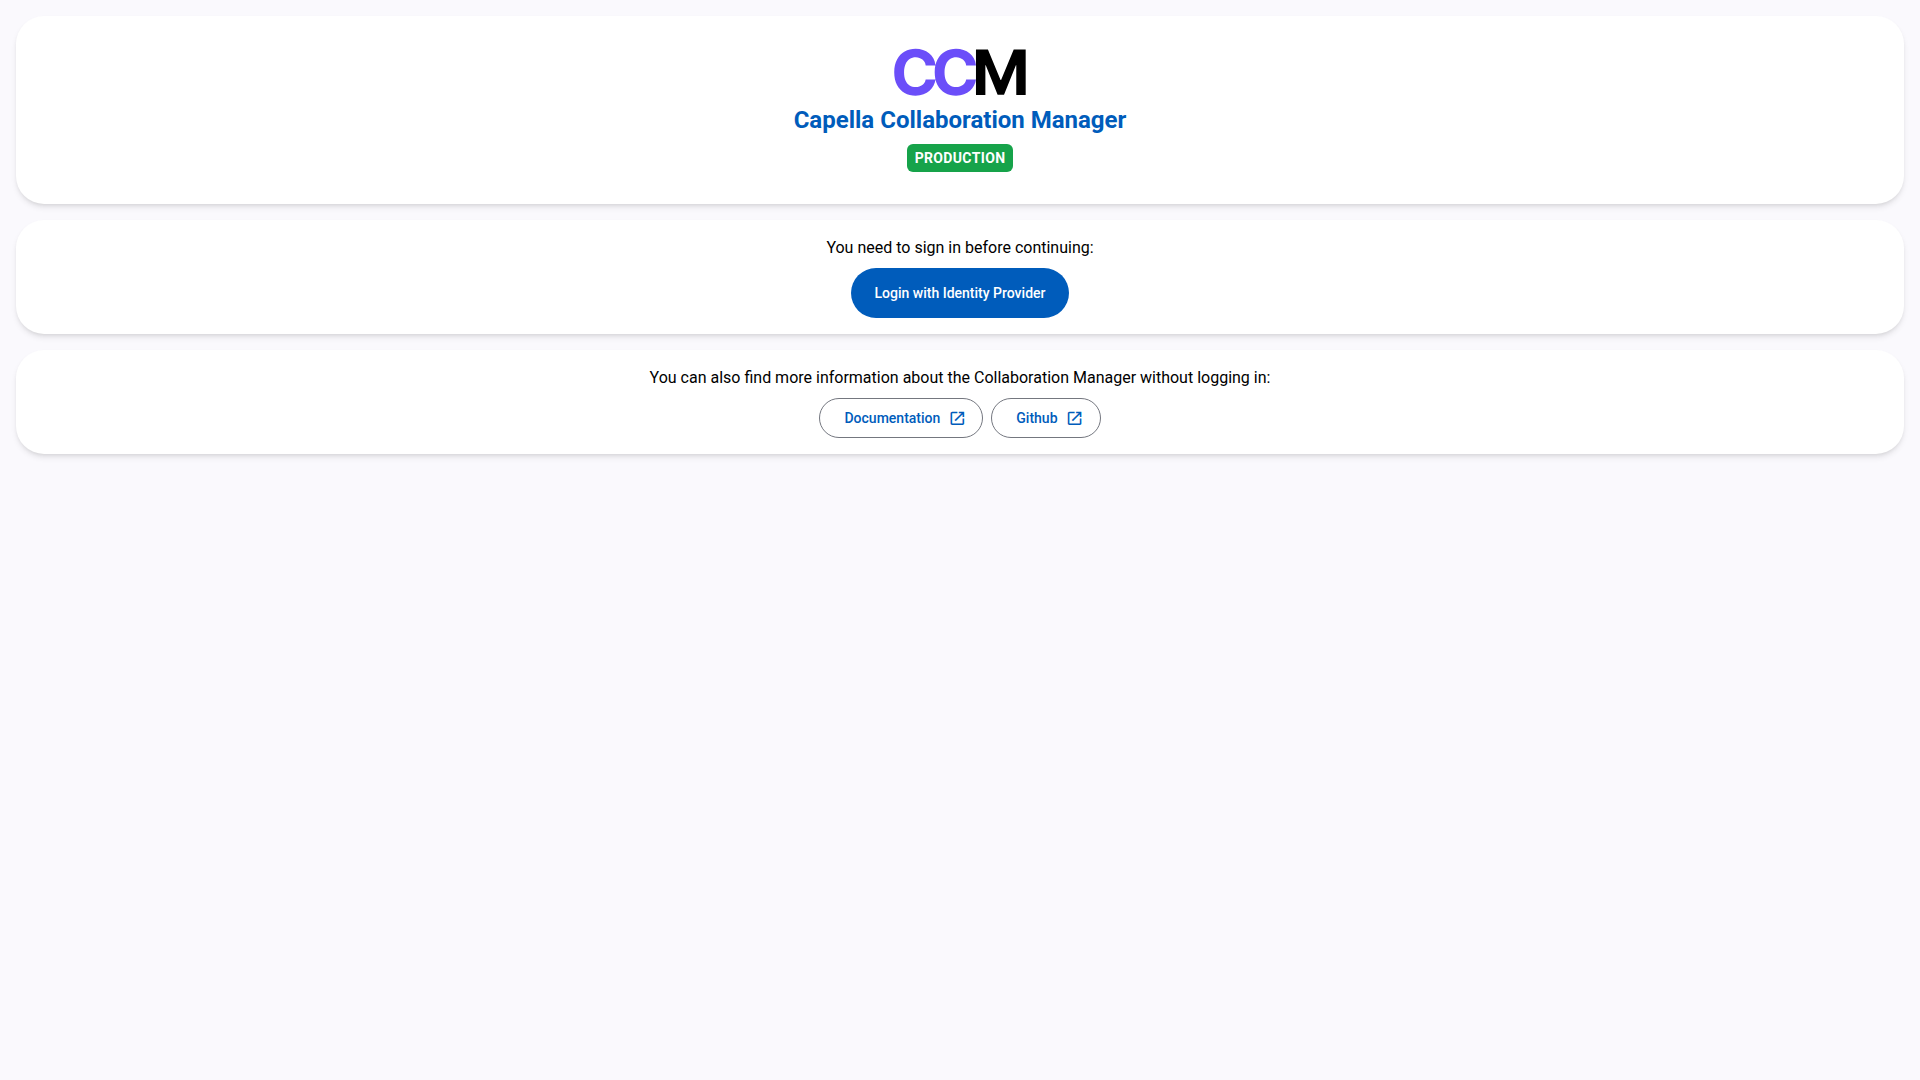 CCM
Capella Collaboration Manager
PRODUCTION
You need to sign in before continuing:
Login with Identity Provider
You can also find more information about the Collaboration Manager without logging in:
Documentation
Github